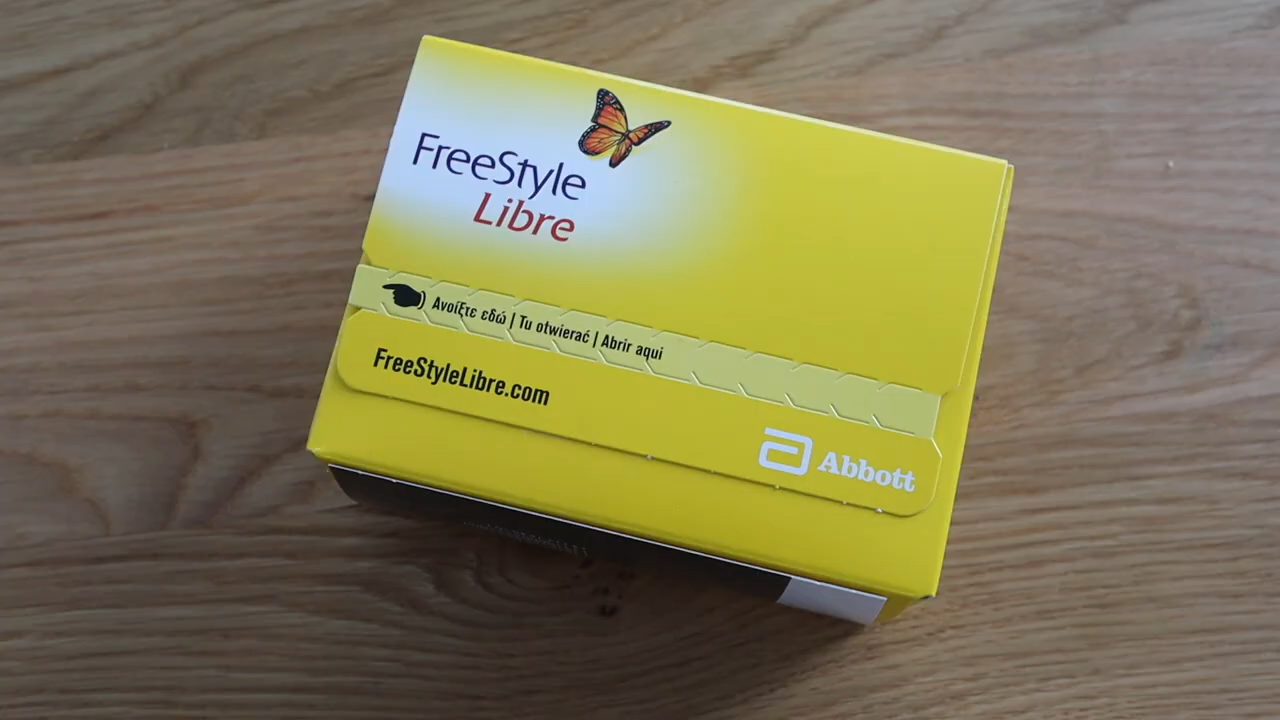 FreeStyle
Libre
Ανοίξτε εδώ | Tu otwierać | Abrir aqui
FreeStyleLibre.com
Abbott